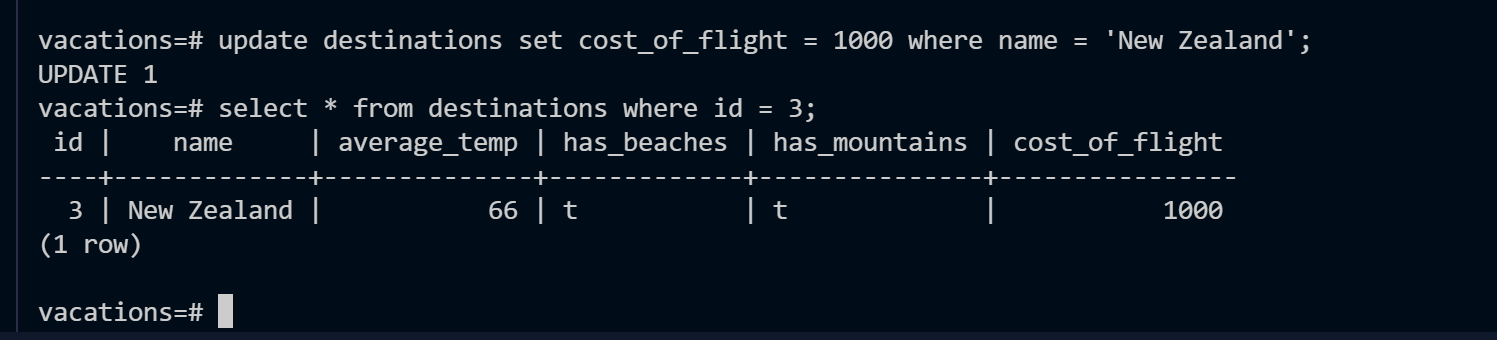 vacations=# update destinations set cost_of_flight = 1000 where name = 'New Zealand';
UPDATE 1
vacations=# select * from destinations where id = 3;
 id |    name     | average_temp | has_beaches | has_mountains | cost_of_flight
----+-------------+--------------+-------------+---------------+----------------
  3 | New Zealand |           66 | t           | t             |           1000
(1 row)
vacations=#